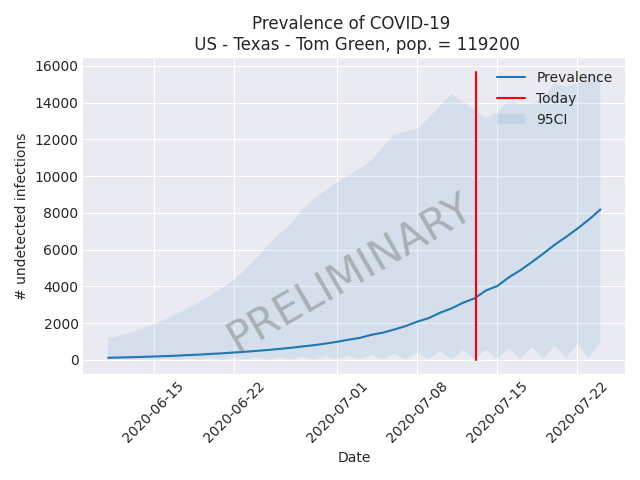 Prevalence of COVID-19
US - Texas - Tom Green, pop. = 119200
# undetected infections
16000
14000
12000
10000
8000
6000
4000
2000
0
Prevalence
Today
95CI
PRELIMINARY
2020-06-15
2020-06-22
2020-07-01
2020-07-08
2020-07-15
2020-07-22
Date